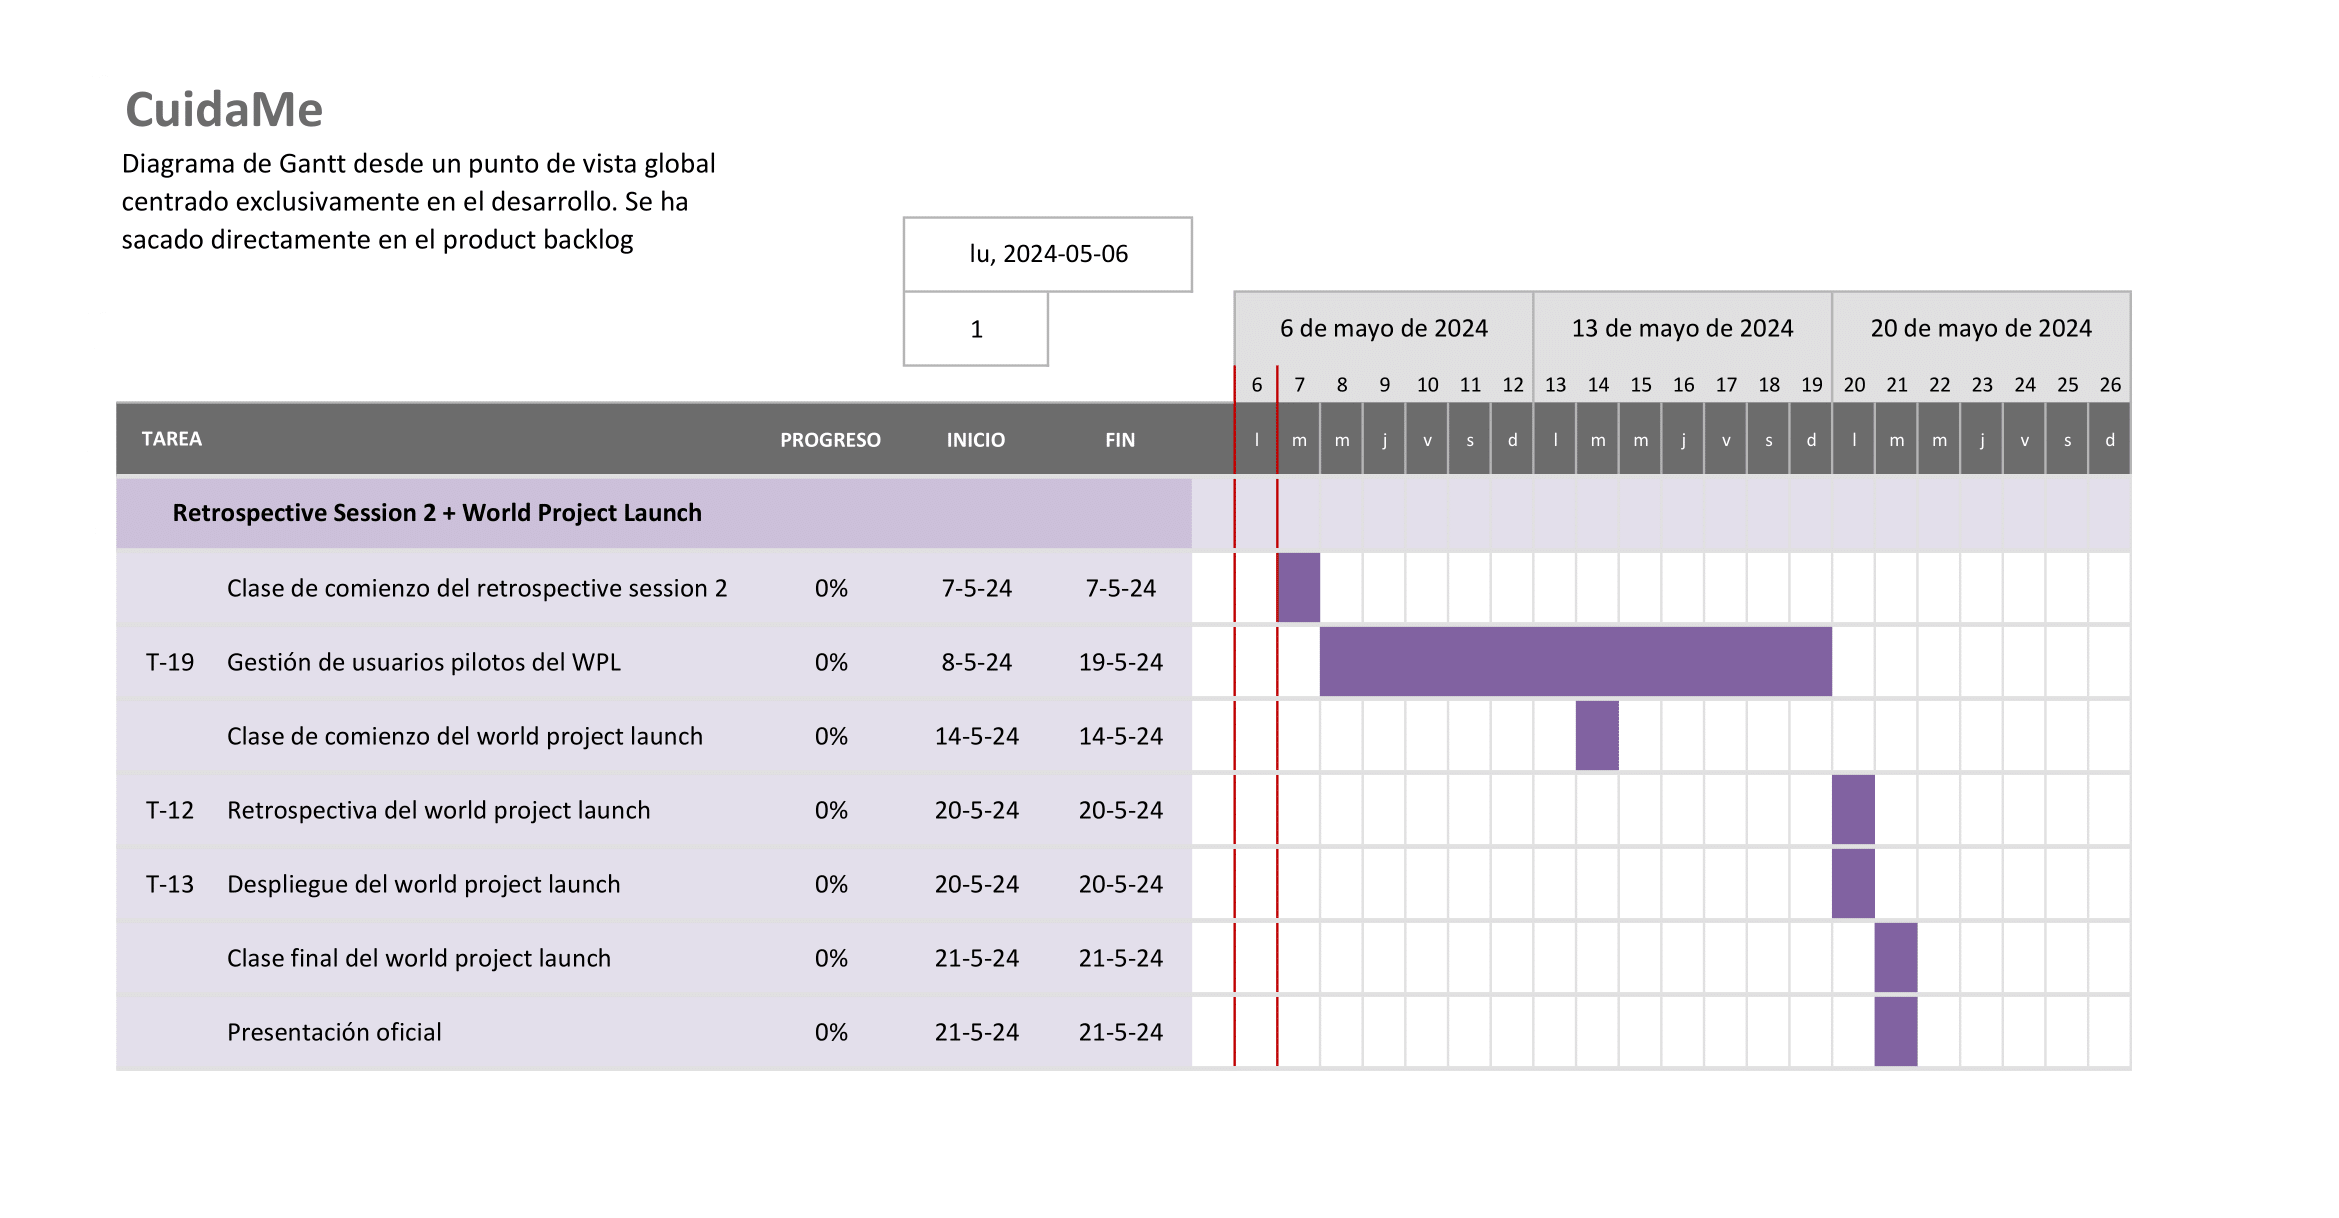 CuidaMe
Diagrama de Gantt desde un punto de vista global
centrado exclusivamente en el desarrollo. Se ha
sacado directamente en el product backlog
lu, 2024-05-06
1
6 de mayo de 2024 13 de mayo de 2024 20 de mayo de 2024
6 7 8 9 10 11 12 13 14 15 16 17 18 19 20 21 22 23 24 25 26
TAREA PROGRESO INICIO FIN l m m j v s d l m m j v s d l m m j v s d
Retrospective Session 2 + World Project Launch
Clase de comienzo del retrospective session 2 0% 7-5-24 7-5-24
T-19 Gestión de usuarios pilotos del WPL 0% 8-5-24 19-5-24
Clase de comienzo del world project launch 0% 14-5-24 14-5-24
T-12 Retrospectiva del world project launch 0% 20-5-24 20-5-24
T-13 Despliegue del world project launch 0% 20-5-24 20-5-24
Clase final del world project launch 0% 21-5-24 21-5-24
Presentación oficial 0% 21-5-24 21-5-24